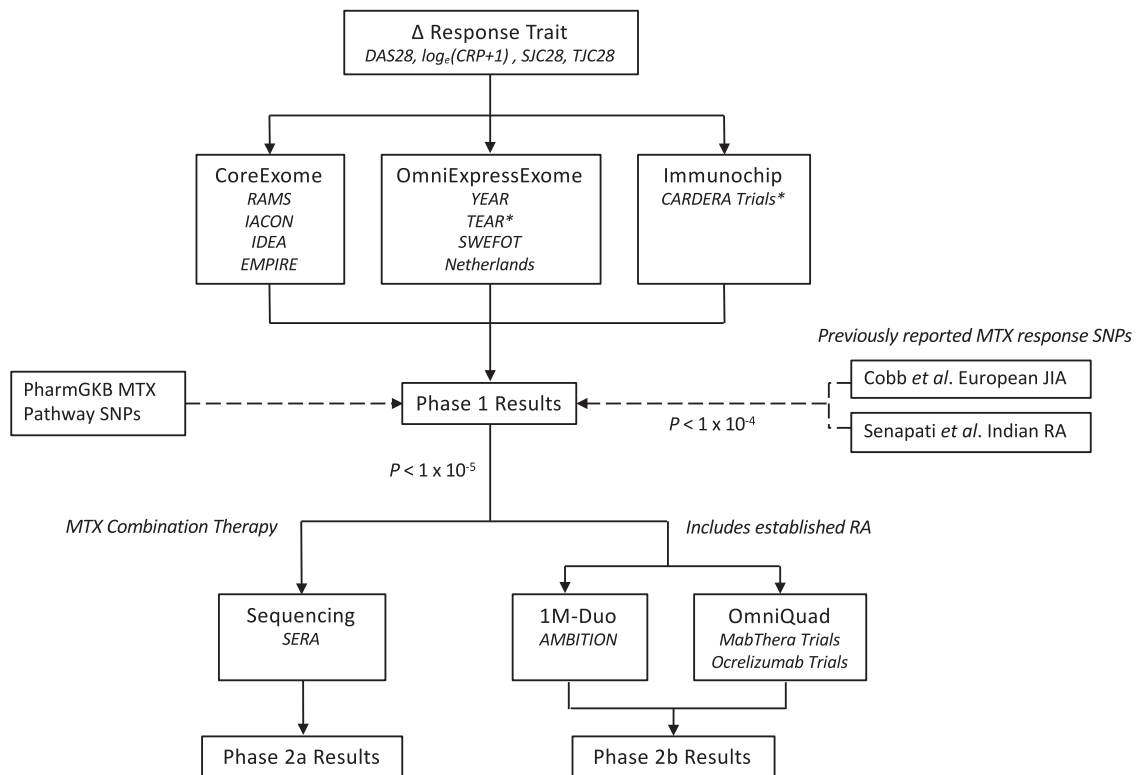 Δ Response Trait
DAS28, logₑ(CRP+1) , SJC28, TJC28
CoreExome
RAMS
IACON
IDEA
EMPIRE
OmniExpressExome
YEAR
TEAR*
SWEFOT
Netherlands
Immunochip
CARDERA Trials*
Previously reported MTX response SNPs
PharmGKB MTX
Pathway SNPs
Phase 1 Results
Cobb et al. European JIA
Senapati et al. Indian RA
P < 1 x 10⁻⁴
P < 1 x 10⁻⁵
MTX Combination Therapy
Includes established RA
Sequencing
SERA
1M-Duo
AMBITION
OmniQuad
MabThera Trials
Ocrelizumab Trials
Phase 2a Results
Phase 2b Results